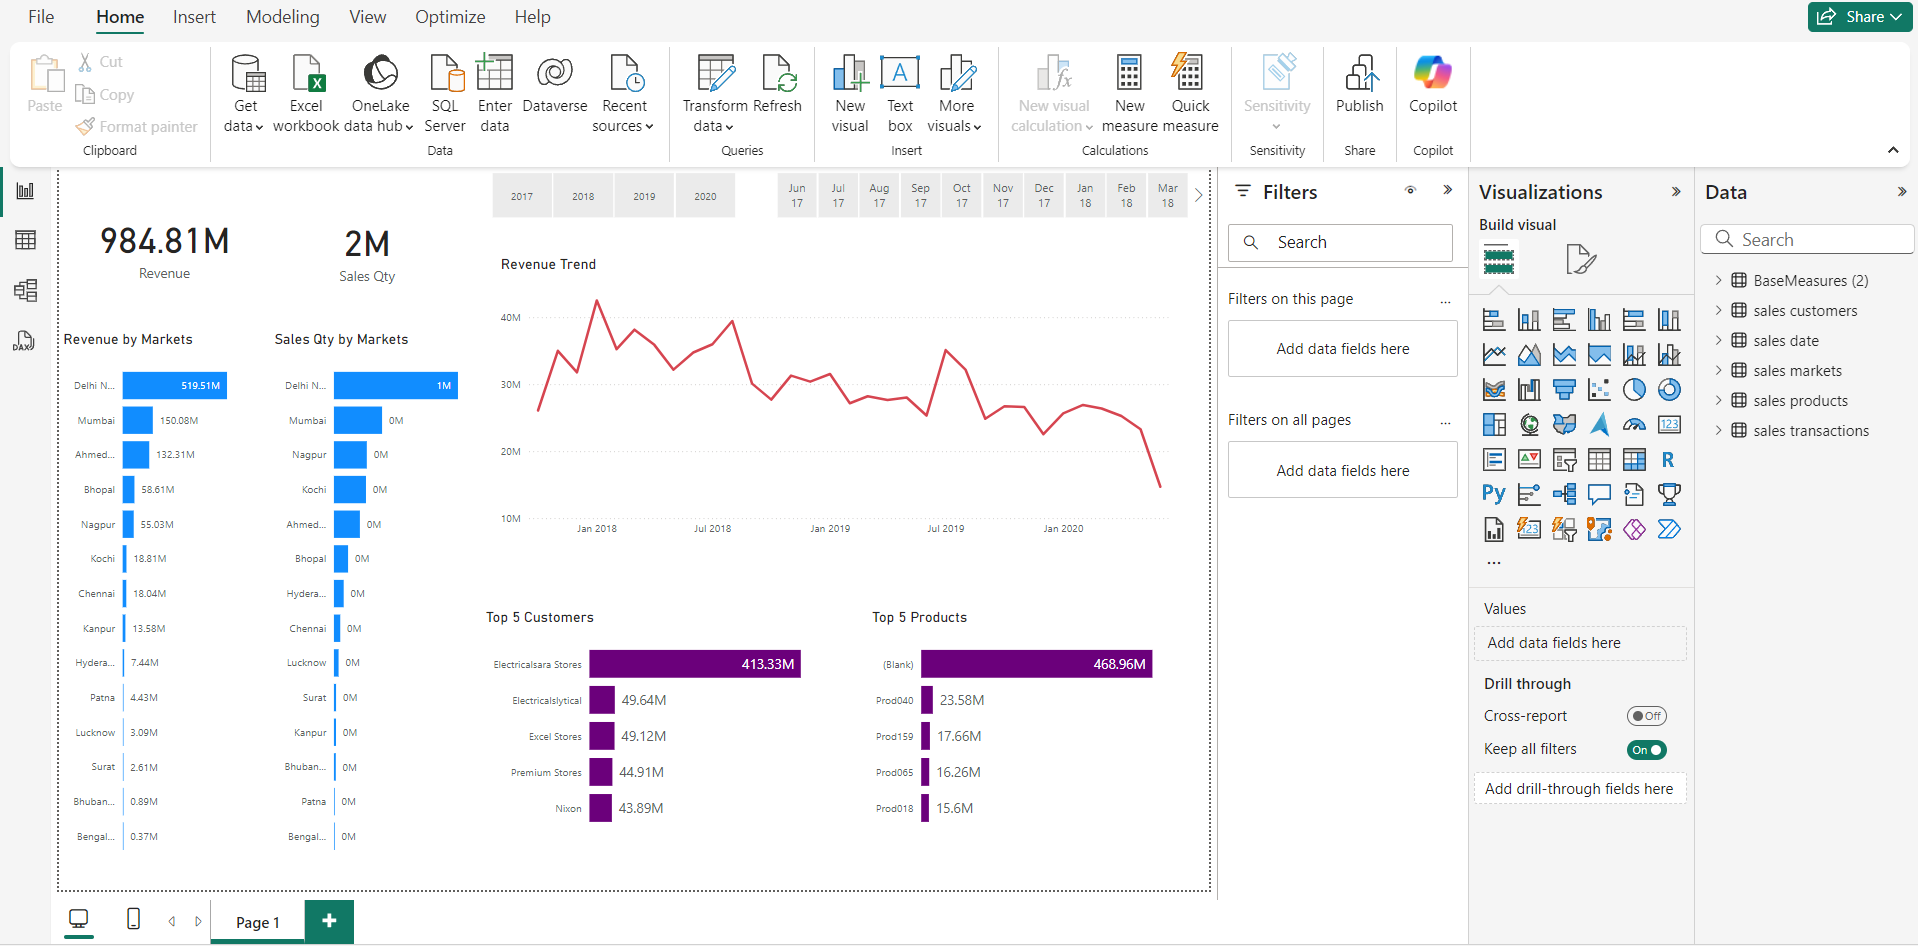 File Home Insert Modeling View Optimize Help
Share
Paste
Cut
Copy
Format painter
Clipboard
Get data
Excel workbook
OneLake data hub
SQL Server
Enter data
Dataverse
Recent sources
Data
Transform data
Refresh
Queries
New visual
Text box
More visuals
Insert
New visual calculation
New measure
Quick measure
Calculations
Sensitivity
Sensitivity
Publish
Share
Copilot
Copilot
2017 2018 2019 2020
Jun 17
Jul 17
Aug 17
Sep 17
Oct 17
Nov 17
Dec 17
Jan 18
Feb 18
Mar 18
984.81M
Revenue
2M
Sales Qty
Revenue by Markets
Delhi N... 519.51M
Mumbai 150.08M
Ahmed... 132.31M
Bhopal 58.61M
Nagpur 55.03M
Kochi 18.81M
Chennai 18.04M
Kanpur 13.58M
Hydera... 7.44M
Patna 4.43M
Lucknow 3.09M
Surat 2.61M
Bhuban... 0.89M
Bengal... 0.37M
Sales Qty by Markets
Delhi N... 1M
Mumbai 0M
Nagpur 0M
Kochi 0M
Ahmed... 0M
Bhopal 0M
Hydera... 0M
Chennai 0M
Lucknow 0M
Surat 0M
Kanpur 0M
Bhuban... 0M
Patna 0M
Bengal... 0M
Revenue Trend
40M
30M
20M
10M
Jan 2018 Jul 2018 Jan 2019 Jul 2019 Jan 2020
Top 5 Customers
Electricalsara Stores 413.33M
Electricalslytical 49.64M
Excel Stores 49.12M
Premium Stores 44.91M
Nixon 43.89M
Top 5 Products
(Blank) 468.96M
Prod040 23.58M
Prod159 17.66M
Prod065 16.26M
Prod018 15.6M
Filters
Search
Filters on this page ...
Add data fields here
Filters on all pages ...
Add data fields here
Visualizations
Build visual
123
R
Py
123
...
Values
Add data fields here
Drill through
Cross-report Off
Keep all filters On
Add drill-through fields here
Data
Search
BaseMeasures (2)
sales customers
sales date
sales markets
sales products
sales transactions
DAX
Page 1